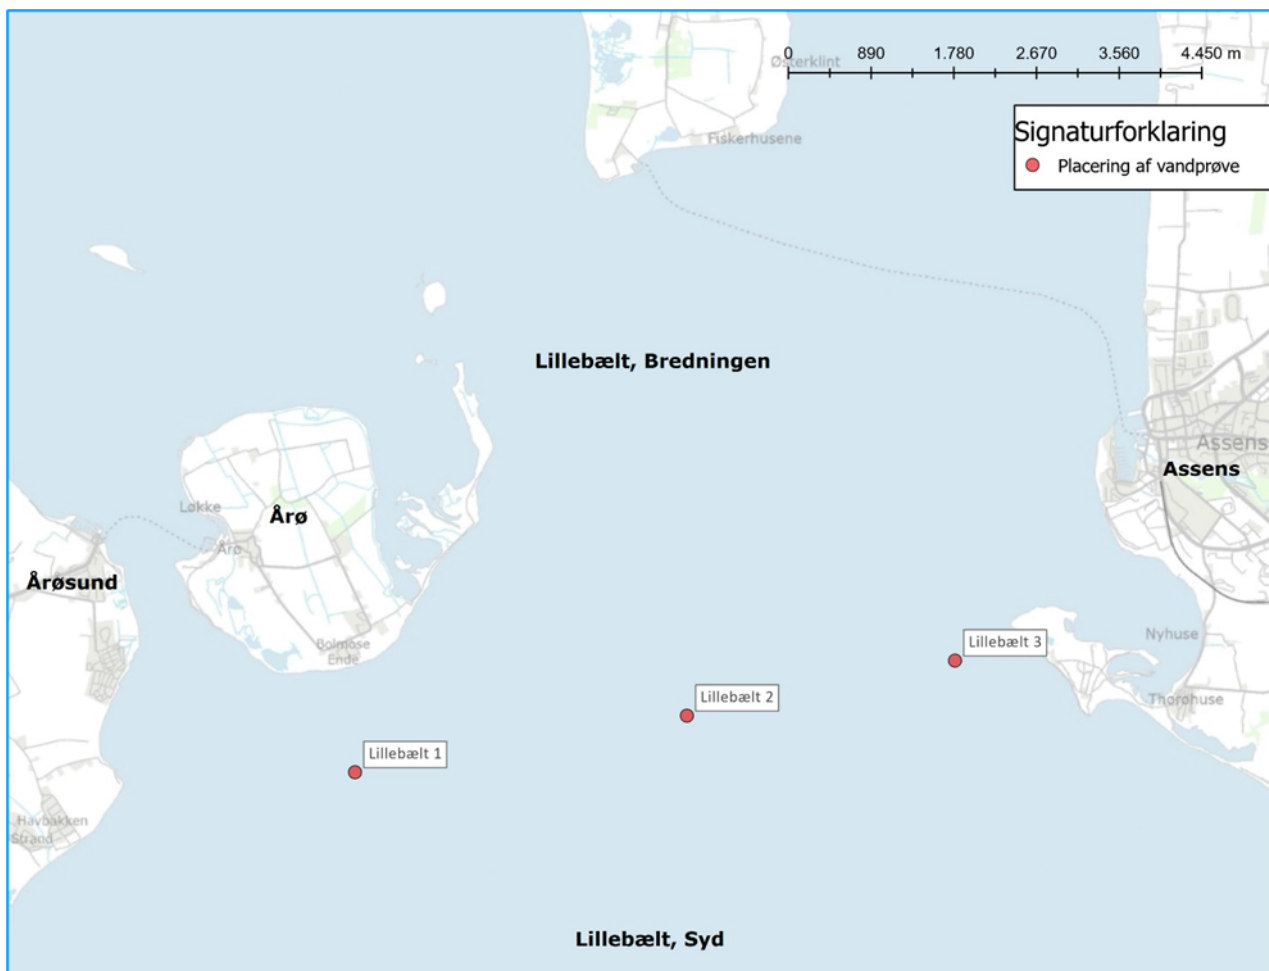 0 890 1.780 2.670 3.560 4.450 m
Østerklint
Signaturforklaring
Placering af vandprøve
Fiskerhusene
Lillebælt, Bredningen
Assens
Assens
Løkke
Årø
Årø
Årøsund
Bolmose
Ende
Nyhuse
Lillebælt 3
Thorøhuse
Lillebælt 2
Lillebælt 1
Havbakken
Strand
Lillebælt, Syd